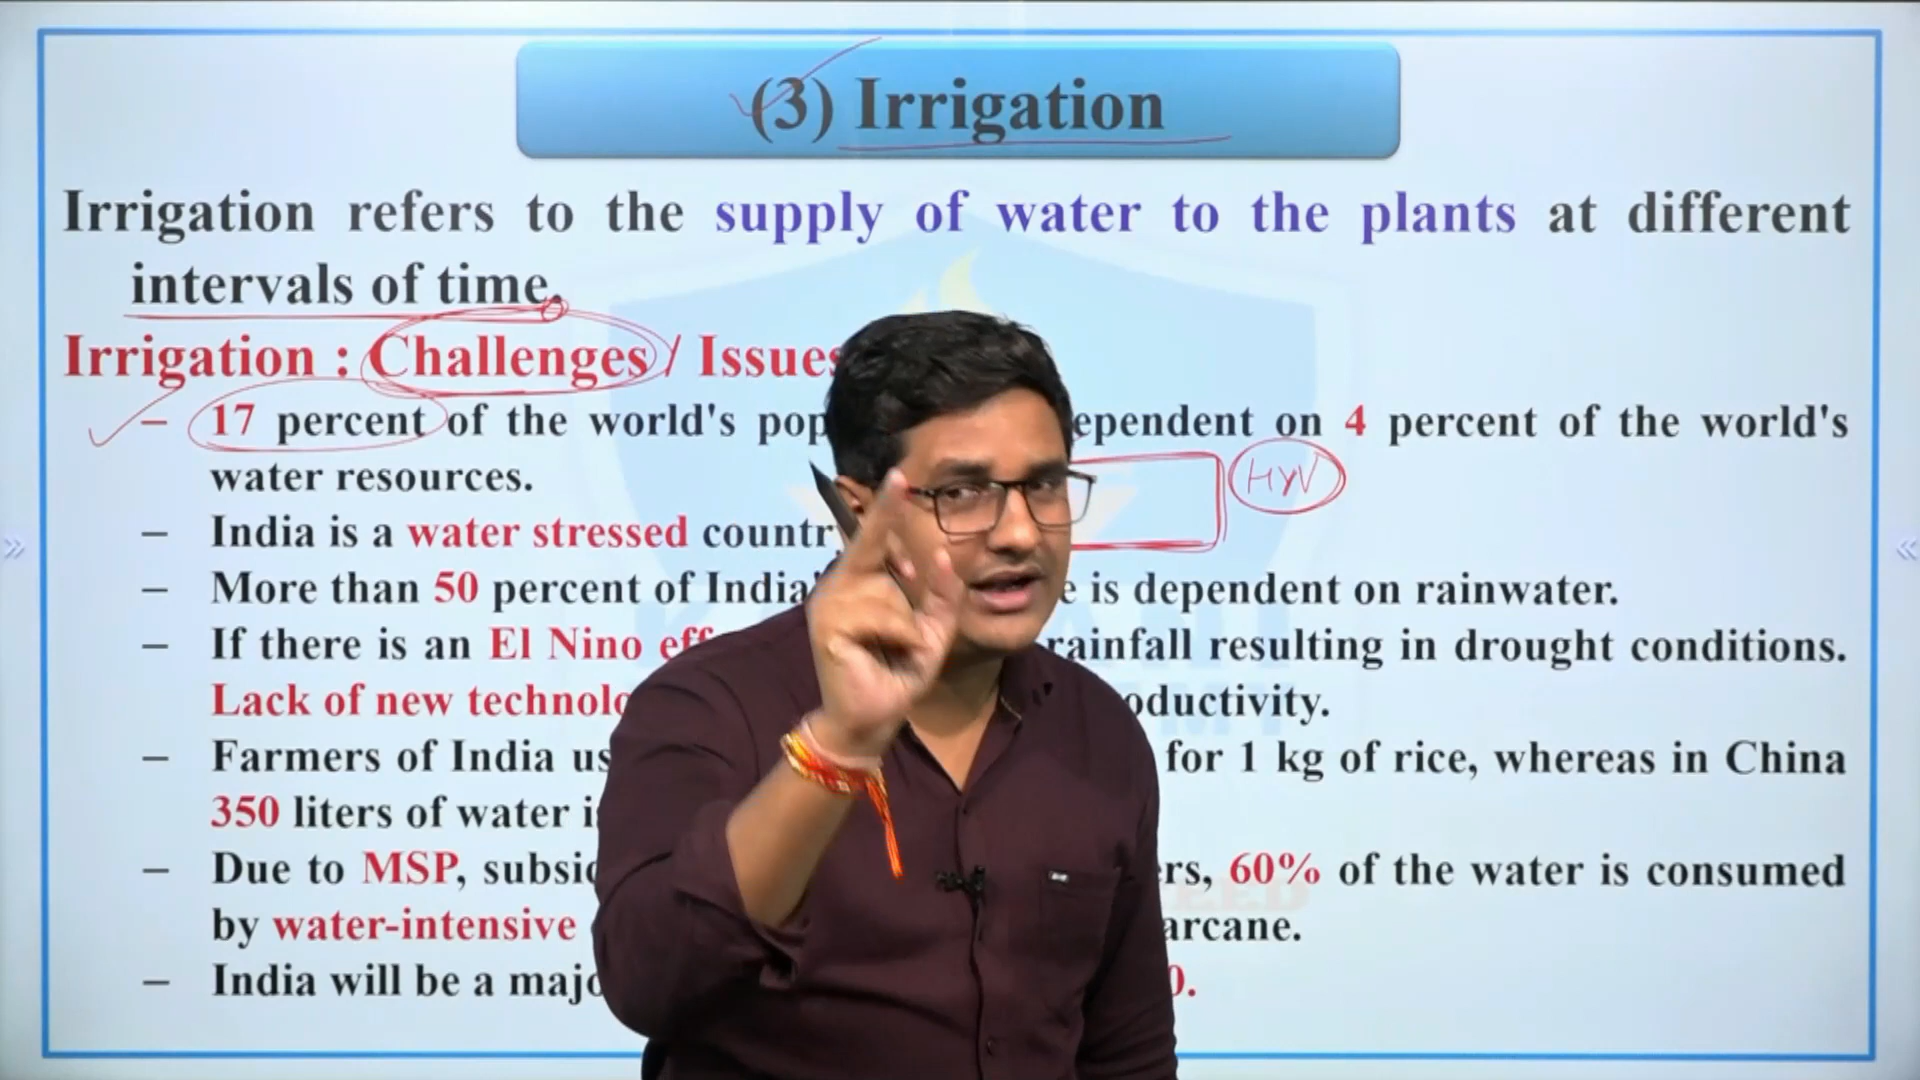 (3) Irrigation
Irrigation refers to the supply of water to the plants at different
intervals of time.
Irrigation : Challenges / Issues
– 17 percent of the world's pop ependent on 4 percent of the world's
water resources.
HYV
– India is a water stressed country
– More than 50 percent of India' e is dependent on rainwater.
– If there is an El Nino eff rainfall resulting in drought conditions.
Lack of new technolo oductivity.
– Farmers of India us for 1 kg of rice, whereas in China
350 liters of water i
– Due to MSP, subsid rs, 60% of the water is consumed
by water-intensive arcane.
– India will be a majo 0.